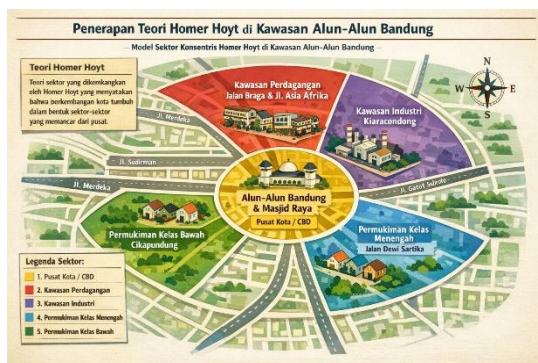 Penerapan Teori Homer Hoyt di Kawasan Alun-Alun Bandung
Model Sektor Konsentris Homer Hoyt di Kawasan Alun-Alun Bandung
Teori Homer Hoyt
Teori sektor yang dikemangkan
oleh Homer Hoyt yang menyatakan
bahwa berkembangan kota tumbuh
dalam bentuk sektor-sektor
yang memancar dari pusat.
Kawasan Perdagangan
Jalan Braga & Jl. Asia Afrika
Kawasan Industri
Kiaracondong
N
W
E
S
Jl. Merdeka
Jl. Sudirman
Jl. Merdeka
Jl. Gatot Subroto
Alun-Alun Bandung
& Masjid Raya
Pusat Kota / CBD
Permukiman Kelas Bawah
Cikapundung
Permukiman Kelas
Menengah
Jalan Dewi Sartika
Legenda Sektor:
1. Pusat Kota / CBD
2. Kawasan Perdagangan
3. Kawasan Industri
4. Permukiman Kelas Menengah
5. Permukiman Kelas Bawah